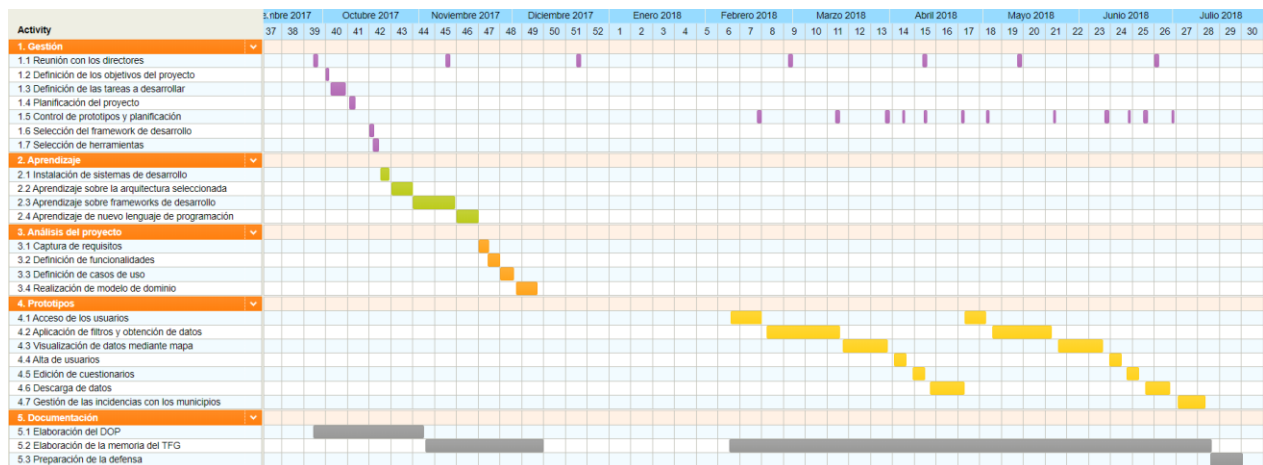 e.nbre 2017 Octubre 2017 Noviembre 2017 Diciembre 2017 Enero 2018 Febrero 2018 Marzo 2018 Abril 2018 Mayo 2018 Junio 2018 Julio 2018
Activity 37 38 39 40 41 42 43 44 45 46 47 48 49 50 51 52 1 2 3 4 5 6 7 8 9 10 11 12 13 14 15 16 17 18 19 20 21 22 23 24 25 26 27 28 29 30
1. Gestión
1.1 Reunión con los directores
1.2 Definición de los objetivos del proyecto
1.3 Definición de las tareas a desarrollar
1.4 Planificación del proyecto
1.5 Control de prototipos y planificación
1.6 Selección del framework de desarrollo
1.7 Selección de herramientas
2. Aprendizaje
2.1 Instalación de sistemas de desarrollo
2.2 Aprendizaje sobre la arquitectura seleccionada
2.3 Aprendizaje sobre frameworks de desarrollo
2.4 Aprendizaje de nuevo lenguaje de programación
3. Análisis del proyecto
3.1 Captura de requisitos
3.2 Definición de funcionalidades
3.3 Definición de casos de uso
3.4 Realización de modelo de dominio
4. Prototipos
4.1 Acceso de los usuarios
4.2 Aplicación de filtros y obtención de datos
4.3 Visualización de datos mediante mapa
4.4 Alta de usuarios
4.5 Edición de cuestionarios
4.6 Descarga de datos
4.7 Gestión de las incidencias con los municipios
5. Documentación
5.1 Elaboración del DOP
5.2 Elaboración de la memoria del TFG
5.3 Preparación de la defensa